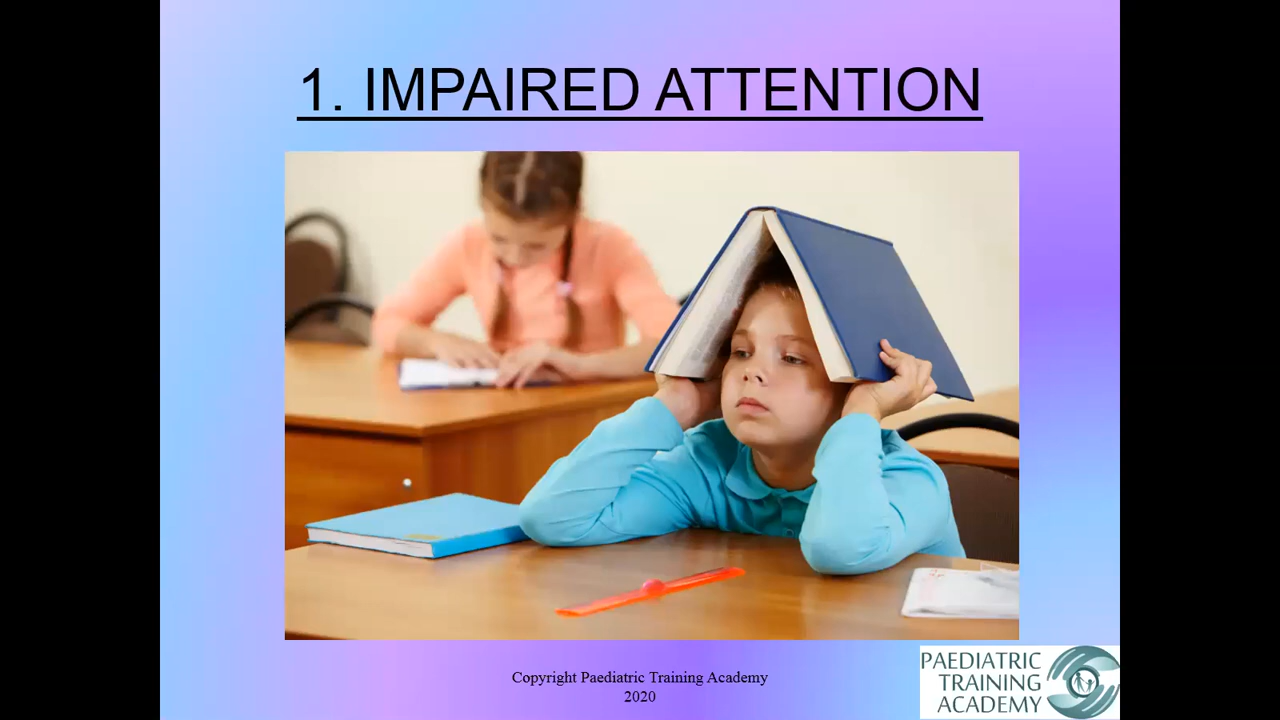 1. IMPAIRED ATTENTION
Copyright Paediatric Training Academy
2020
PAEDIATRIC
TRAINING
ACADEMY